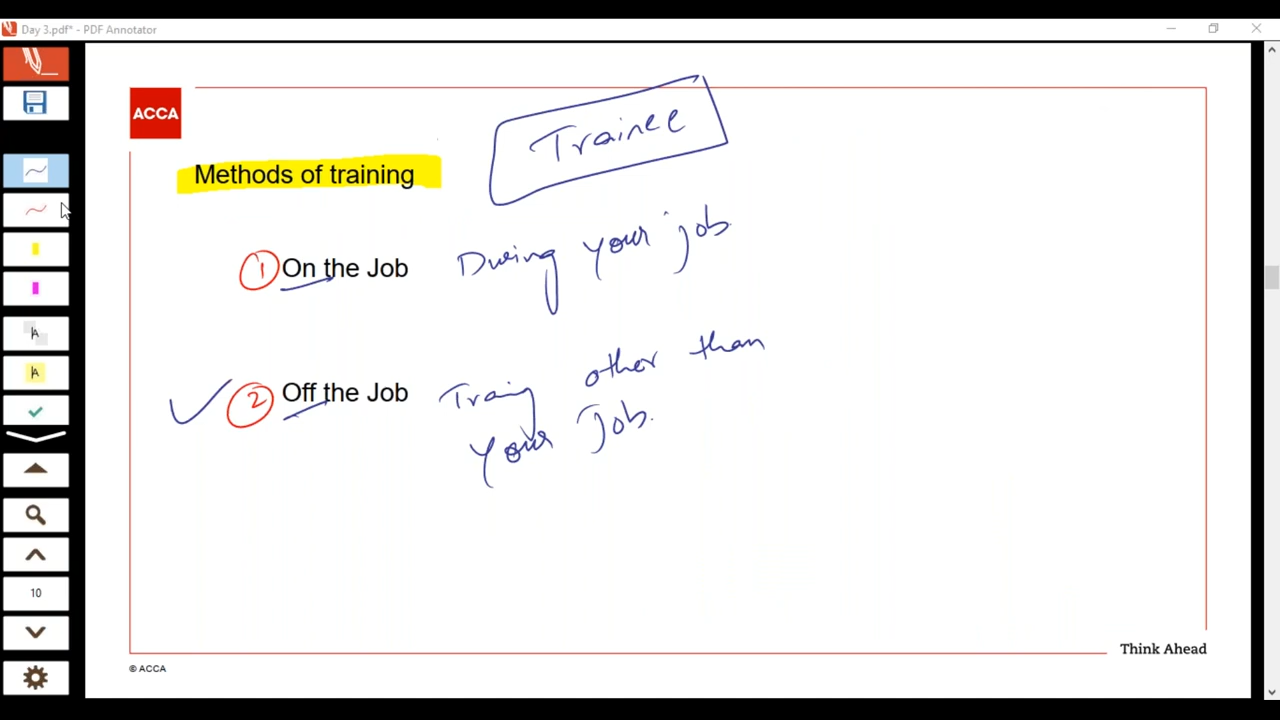 Day 3.pdf* - PDF Annotator
ACCA
Trainee
Methods of training
1 On the Job During your job
2 Off the Job Traing other than
your Job.
10
Think Ahead
© ACCA